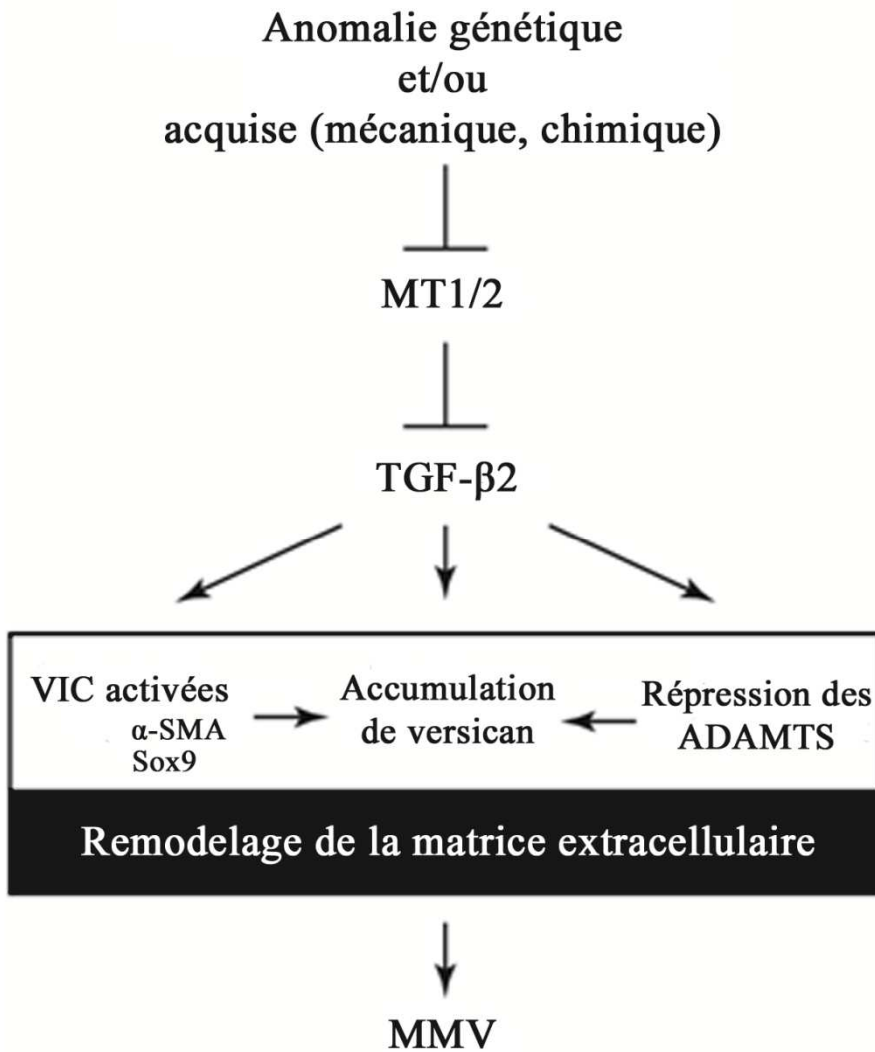 Anomalie génétique
et/ou
acquise (mécanique, chimique)
MT1/2
TGF-β2
VIC activées
α-SMA
Sox9
Accumulation
de versican
Répression des
ADAMTS
Remodelage de la matrice extracellulaire
MMV